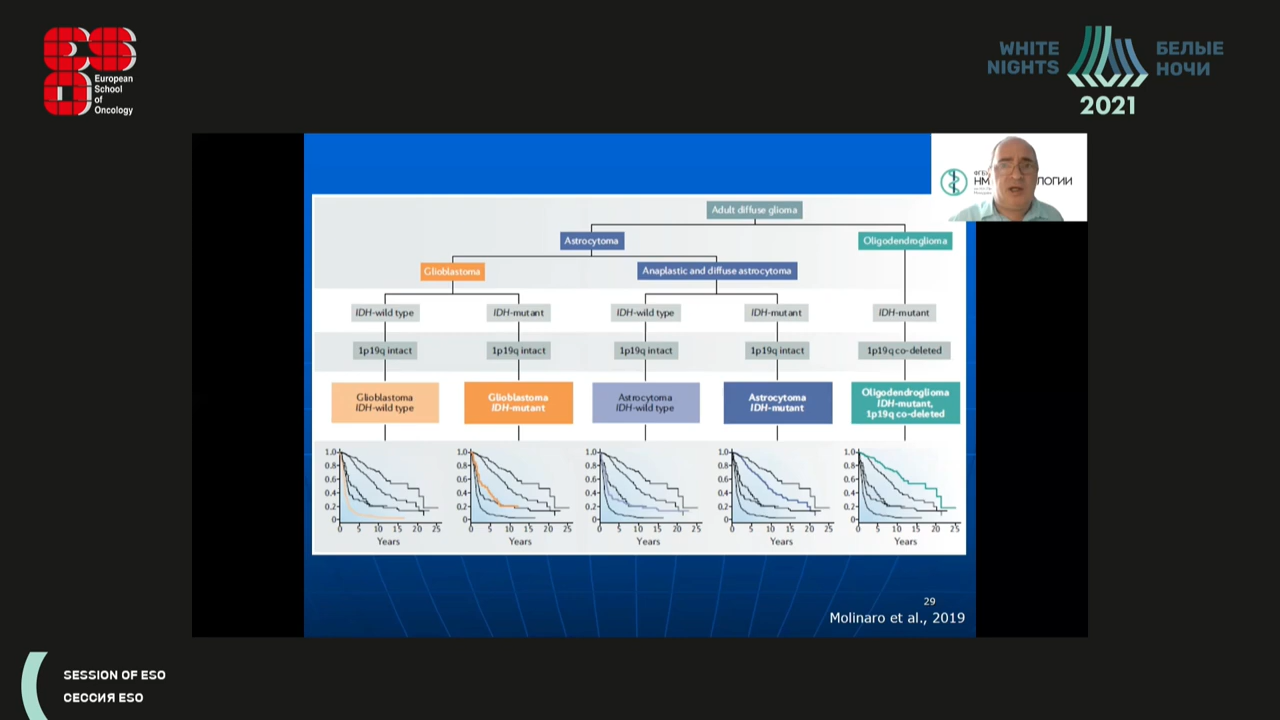 European
School
of
Oncology
WHITE
NIGHTS
БЕЛЫЕ
НОЧИ
2021
НМ
ЛОГИИ
Adult diffuse glioma
Astrocytoma
Oligodendroglioma
Glioblastoma
Anaplastic and diffuse astrocytoma
IDH-wild type
IDH-mutant
IDH-wild type
IDH-mutant
IDH-mutant
1p19q intact
1p19q intact
1p19q intact
1p19q intact
1p19q co-deleted
Glioblastoma
IDH-wild type
Glioblastoma
IDH-mutant
Astrocytoma
IDH-wild type
Astrocytoma
IDH-mutant
Oligodendroglioma
IDH-mutant,
1p19q co-deleted
1.0
0.8
0.6
0.4
0.2
0
0 5 10 15 20 25
Years
1.0
0.8
0.6
0.4
0.2
0
0 5 10 15 20 25
Years
1.0
0.8
0.6
0.4
0.2
0
0 5 10 15 20 25
Years
1.0
0.8
0.6
0.4
0.2
0
0 5 10 15 20 25
Years
1.0
0.8
0.6
0.4
0.2
0
0 5 10 15 20 25
Years
29
Molinaro et al., 2019
SESSION OF ESO
СЕССИЯ ESO